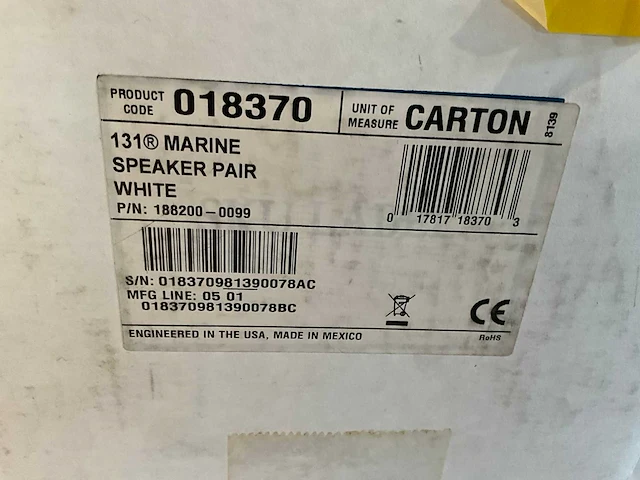 PRODUCT CODE 018370
UNIT OF MEASURE CARTON
8139
131® MARINE
SPEAKER PAIR
WHITE
P/N: 188200-0099
0 17817 18370 3
S/N: 018370981390078AC
MFG LINE: 05 01
018370981390078BC
CE
RoHS
ENGINEERED IN THE USA, MADE IN MEXICO